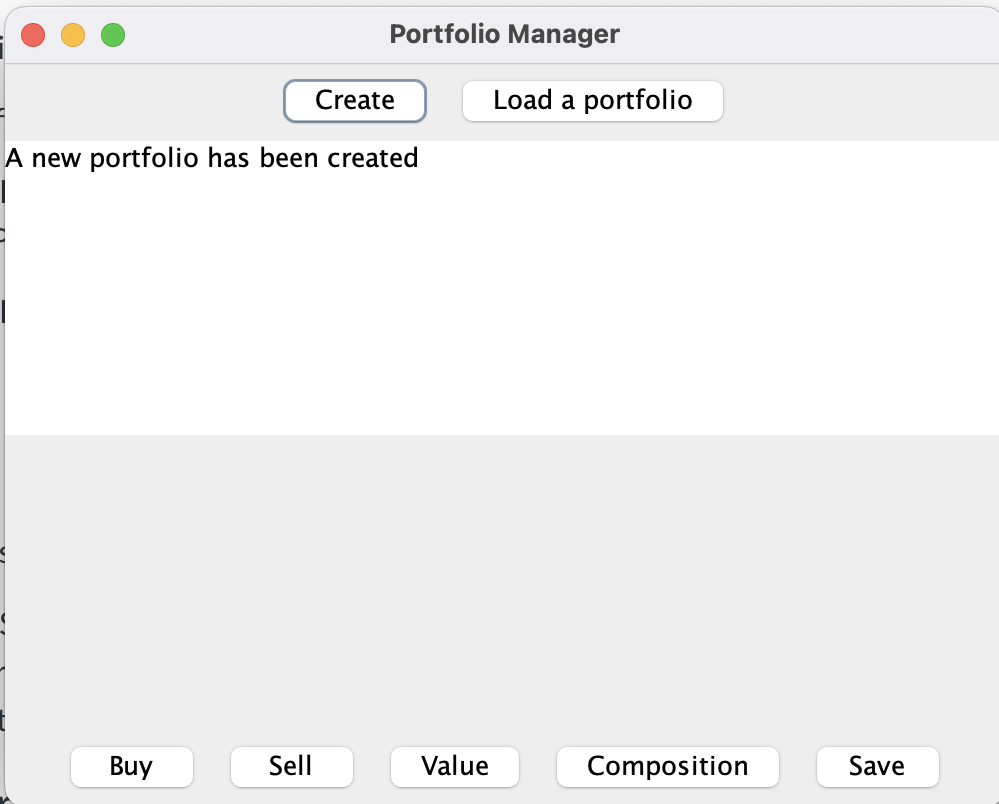 Portfolio Manager
Create Load a portfolio
A new portfolio has been created
Buy Sell Value Composition Save